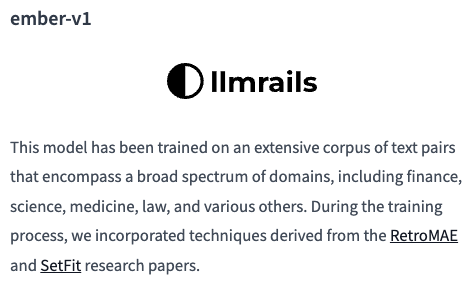 ember-v1
llmrails
This model has been trained on an extensive corpus of text pairs
that encompass a broad spectrum of domains, including finance,
science, medicine, law, and various others. During the training
process, we incorporated techniques derived from the RetroMAE
and SetFit research papers.